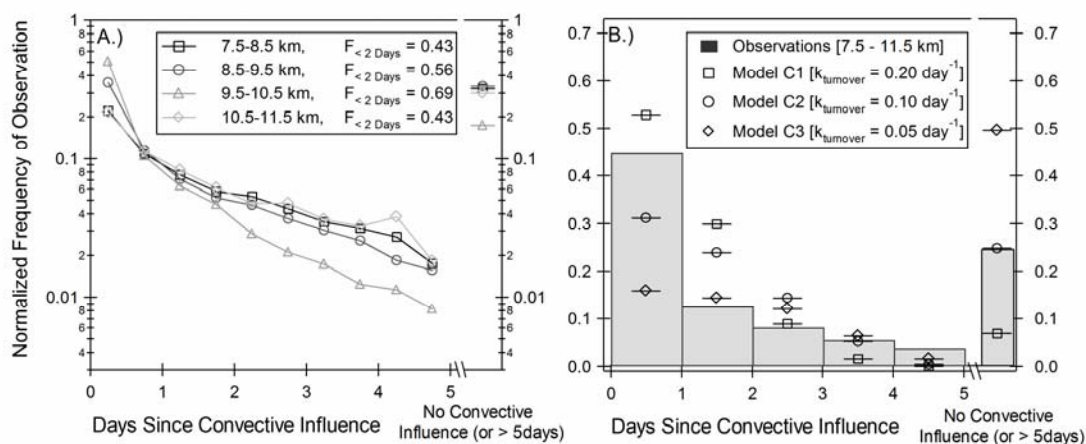 A.)
7.5-8.5 km, F< 2 Days = 0.43
8.5-9.5 km, F< 2 Days = 0.56
9.5-10.5 km, F< 2 Days = 0.69
10.5-11.5 km, F< 2 Days = 0.43
Normalized Frequency of Observation
1
8
6
4
2
0.1
8
6
4
2
0.01
8
6
4
1
8
6
4
2
0.1
8
6
4
2
0.01
8
6
4
0 1 2 3 4 5
Days Since Convective Influence
No Convective
Influence (or > 5days)
B.)
Observations [7.5 - 11.5 km]
Model C1 [kturnover = 0.20 day-1]
Model C2 [kturnover = 0.10 day-1]
Model C3 [kturnover = 0.05 day-1]
0.7
0.6
0.5
0.4
0.3
0.2
0.1
0.0
0.7
0.6
0.5
0.4
0.3
0.2
0.1
0.0
0 1 2 3 4 5
Days Since Convective Influence
No Convective
Influence (or > 5days)